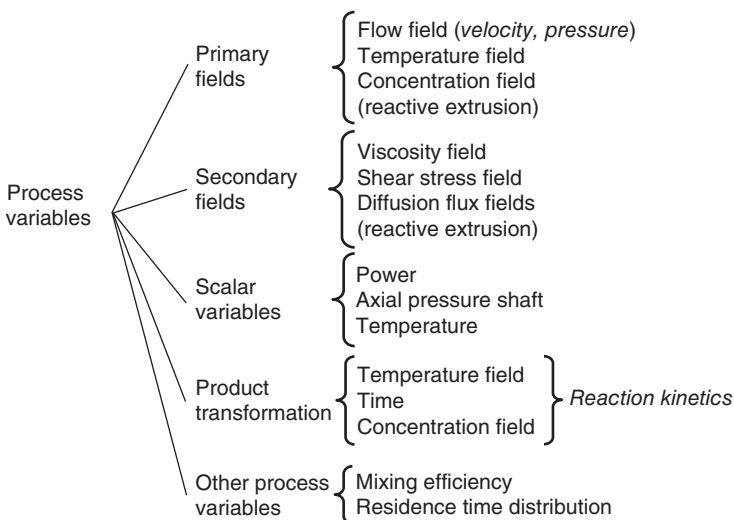 Process
variables
Primary
fields
Flow field (velocity, pressure)
Temperature field
Concentration field
(reactive extrusion)
Secondary
fields
Viscosity field
Shear stress field
Diffusion flux fields
(reactive extrusion)
Scalar
variables
Power
Axial pressure shaft
Temperature
Product
transformation
Temperature field
Time
Concentration field
Reaction kinetics
Other process
variables
Mixing efficiency
Residence time distribution